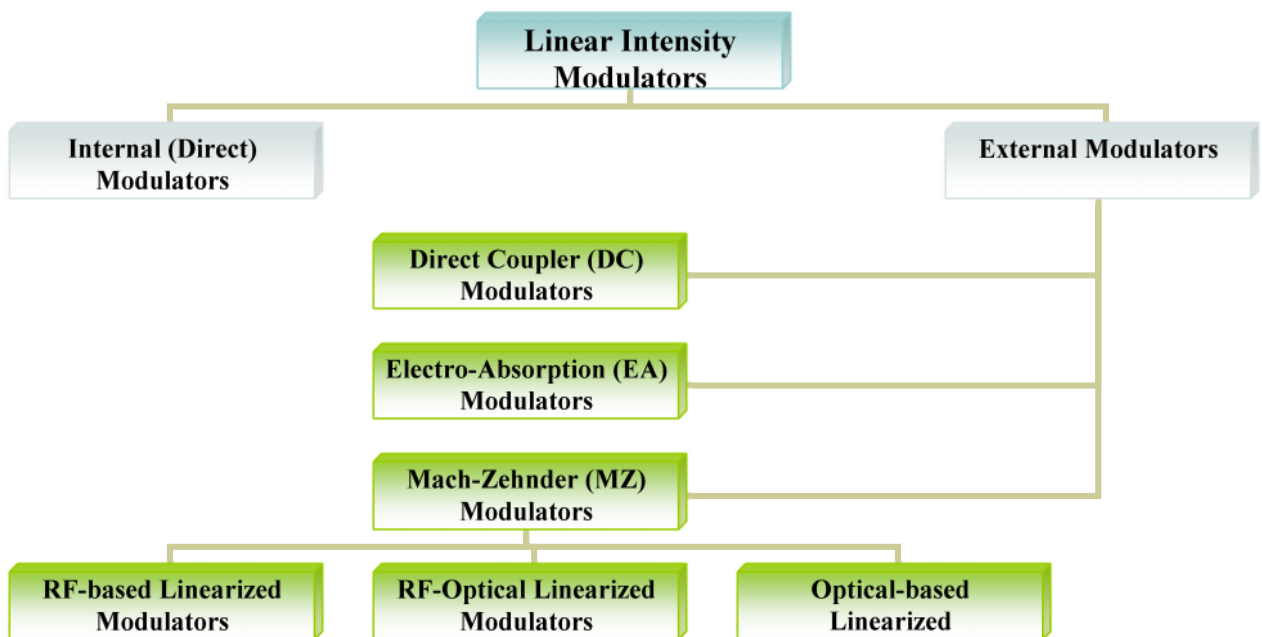 Linear Intensity
Modulators
Internal (Direct)
Modulators
External Modulators
Direct Coupler (DC)
Modulators
Electro-Absorption (EA)
Modulators
Mach-Zehnder (MZ)
Modulators
RF-based Linearized
Modulators
RF-Optical Linearized
Modulators
Optical-based
Linearized